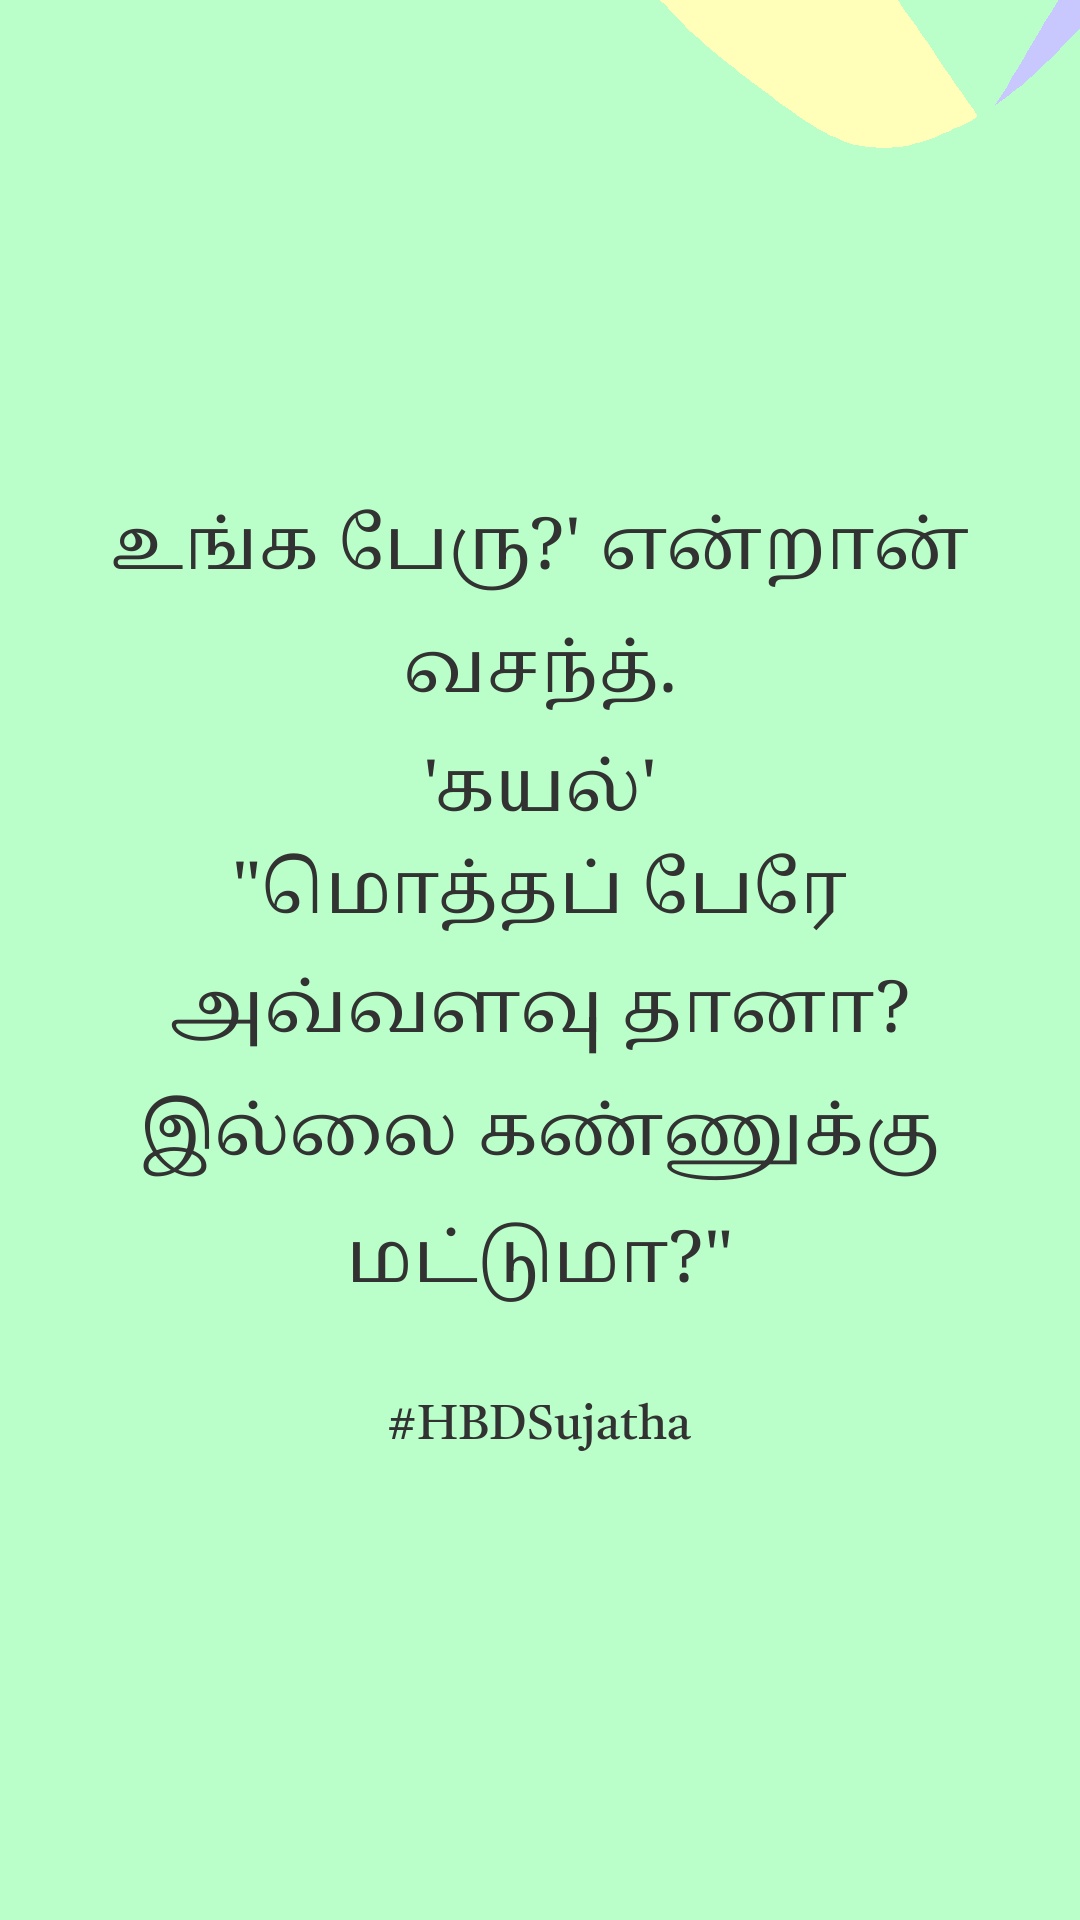 உங்க பேரு?' என்றான்
வசந்த்.
'கயல்'
"மொத்தப் பேரே
அவ்வளவு தானா?
இல்லை கண்ணுக்கு
மட்டுமா?"
#HBDSujatha